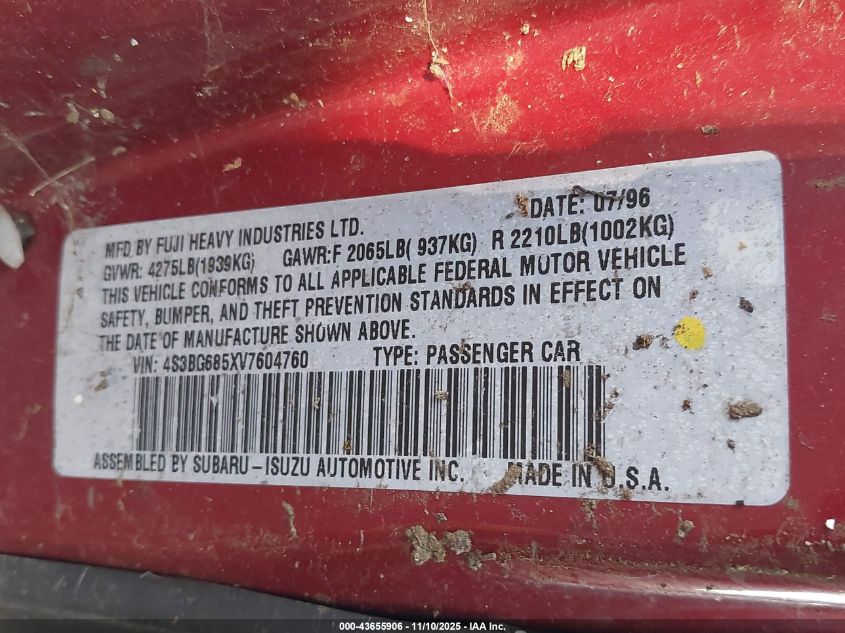 DATE: 07/96
MFD BY FUJI HEAVY INDUSTRIES LTD.
GVWR: 4275LB(1939KG) GAWR:F 2065LB( 937KG) R 2210LB(1002KG)
THIS VEHICLE CONFORMS TO ALL APPLICABLE FEDERAL MOTOR VEHICLE
SAFETY, BUMPER, AND THEFT PREVENTION STANDARDS IN EFFECT ON
THE DATE OF MANUFACTURE SHOWN ABOVE.
VIN: 4S3BG685XV7604760 TYPE: PASSENGER CAR
ASSEMBLED BY SUBARU-ISUZU AUTOMOTIVE INC. MADE IN U.S.A.
000-43655906 - 11/10/2025 - IAA Inc.